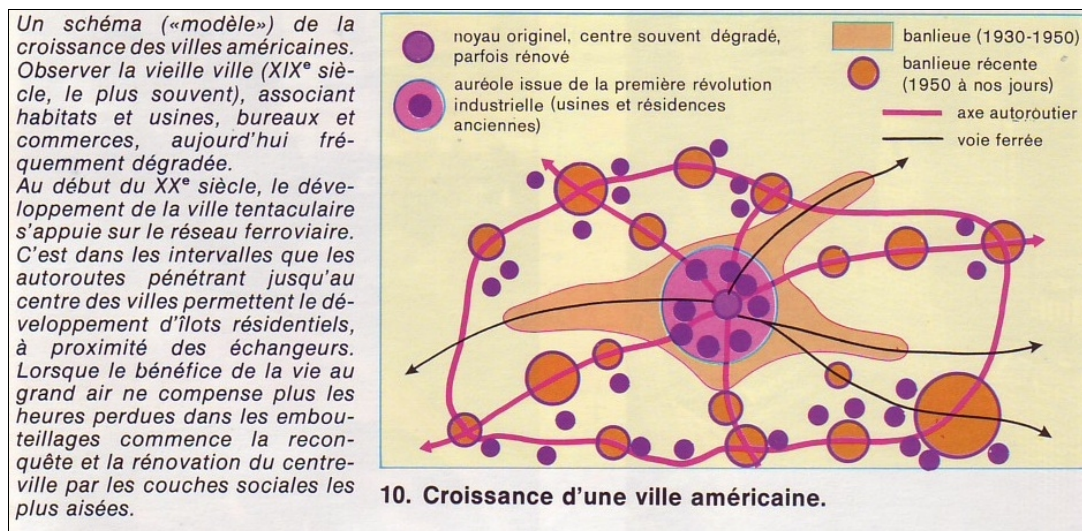 Un schéma («modèle») de la
croissance des villes américaines.
Observer la vieille ville (XIXᵉ siè-
cle, le plus souvent), associant
habitats et usines, bureaux et
commerces, aujourd'hui fré-
quemment dégradée.
Au début du XXᵉ siècle, le déve-
loppement de la ville tentaculaire
s'appuie sur le réseau ferroviaire.
C'est dans les intervalles que les
autoroutes pénétrant jusqu'au
centre des villes permettent le dé-
veloppement d'îlots résidentiels,
à proximité des échangeurs.
Lorsque le bénéfice de la vie au
grand air ne compense plus les
heures perdues dans les embou-
teillages commence la recon-
quête et la rénovation du centre-
ville par les couches sociales les
plus aisées.
noyau originel, centre souvent dégradé,
parfois rénové
auréole issue de la première révolution
industrielle (usines et résidences
anciennes)
banlieue (1930-1950)
banlieue récente
(1950 à nos jours)
axe autoroutier
voie ferrée
10. Croissance d'une ville américaine.